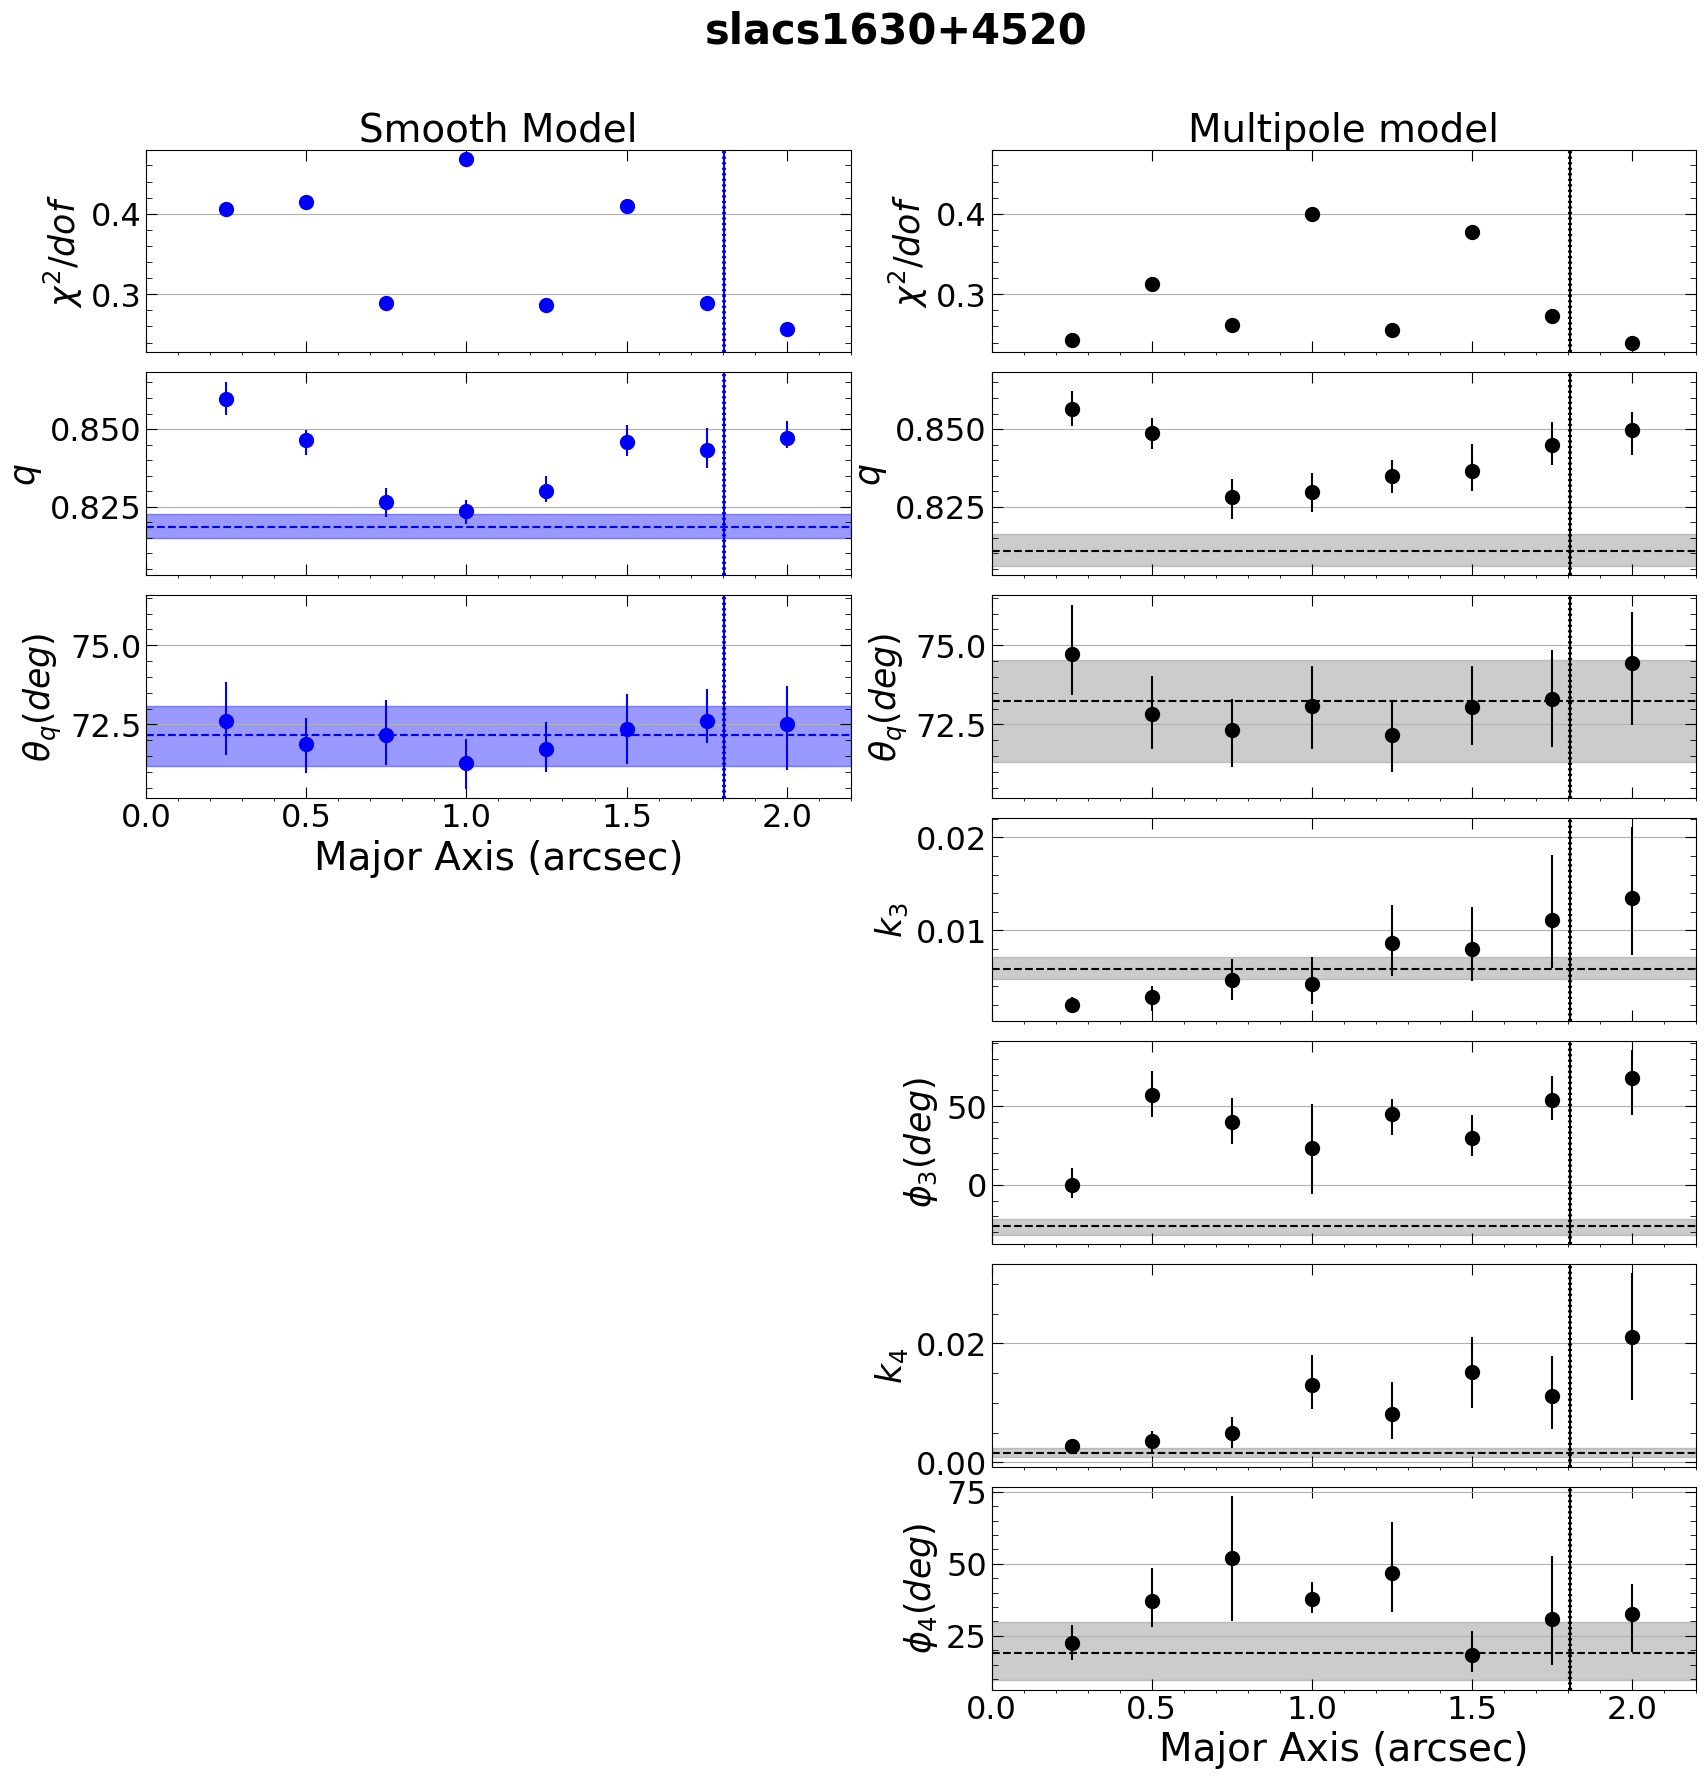 slacs1630+4520
Smooth Model
Multipole model
χ²/dof
0.4
0.3
χ²/dof
0.4
0.3
q
0.850
0.825
q
0.850
0.825
θ_q(deg)
75.0
72.5
0.0 0.5 1.0 1.5 2.0
Major Axis (arcsec)
θ_q(deg)
75.0
72.5
k₃
0.02
0.01
ϕ₃(deg)
50
0
k₄
0.02
0.00
ϕ₄(deg)
75
50
25
0.0 0.5 1.0 1.5 2.0
Major Axis (arcsec)